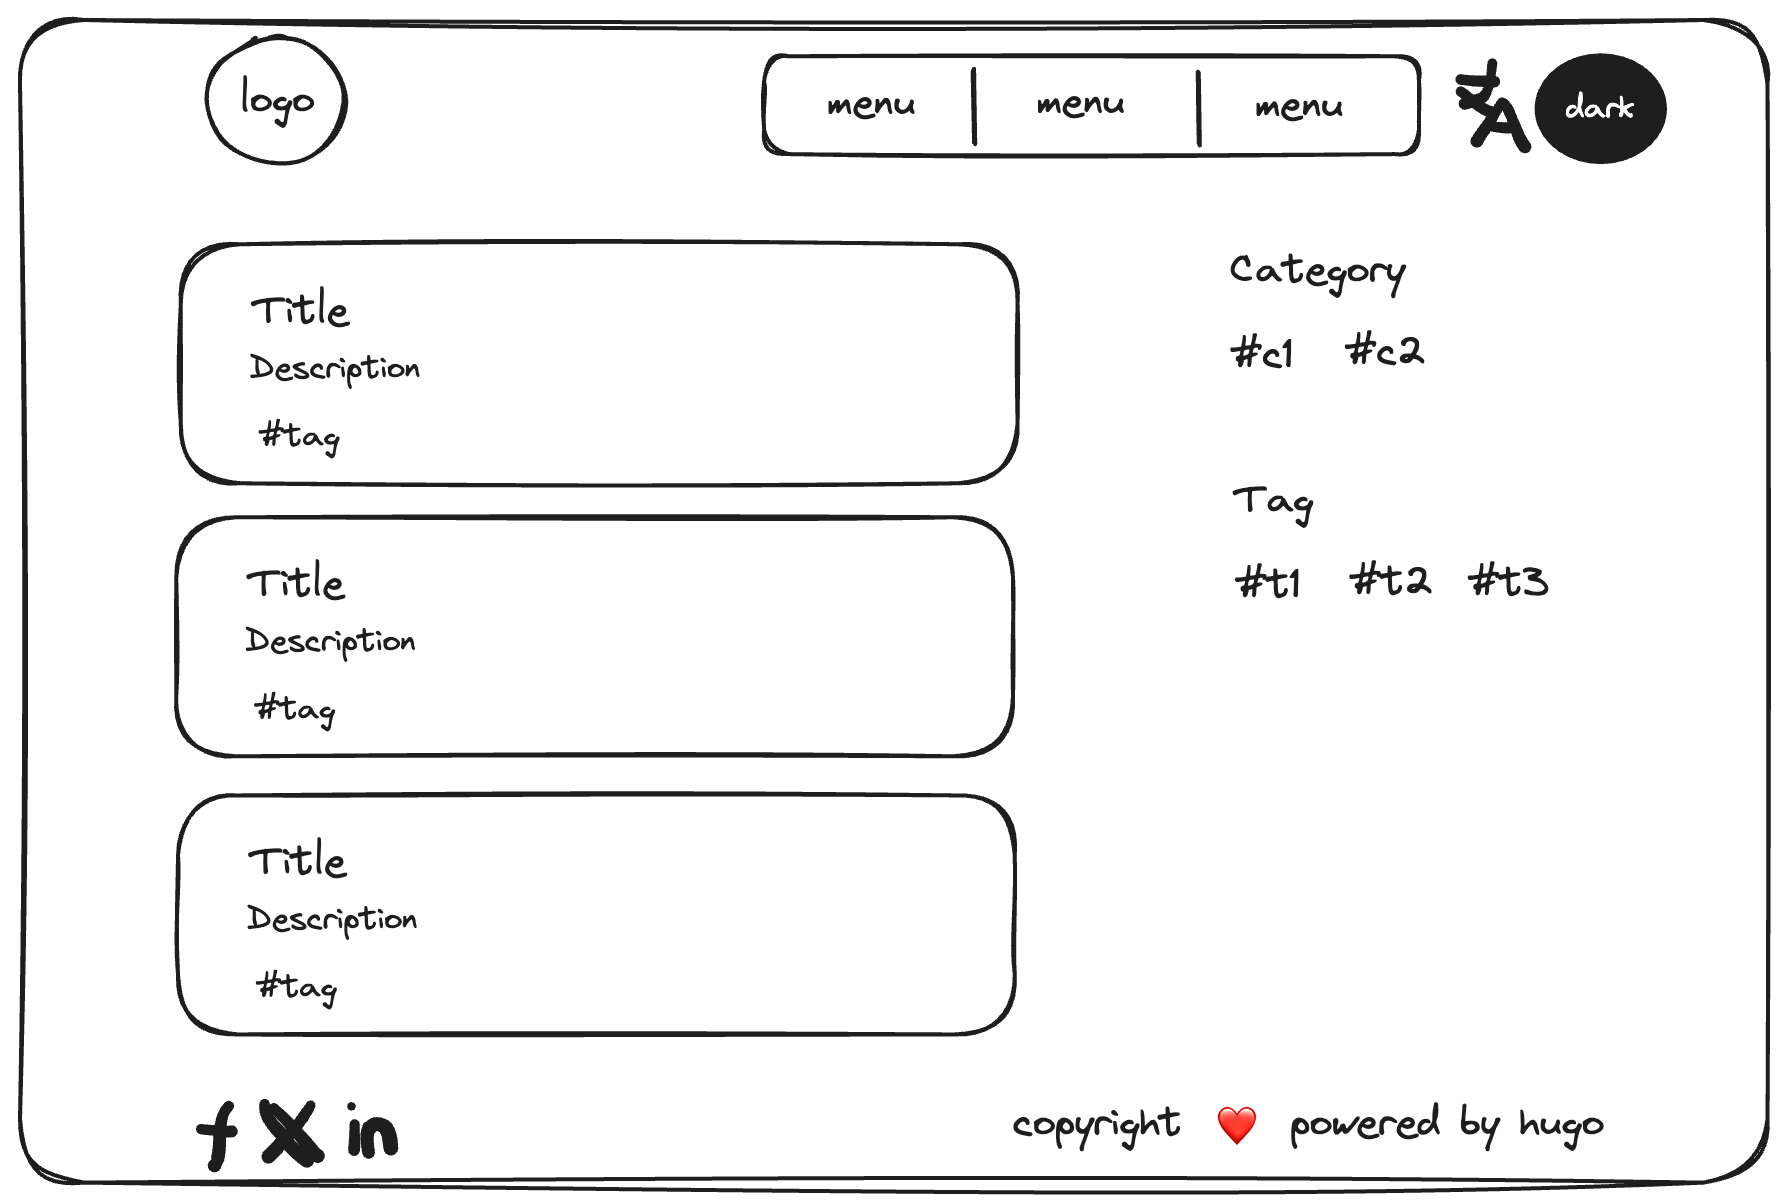 logo
menu menu menu
dark
Title
Description
#tag
Title
Description
#tag
Title
Description
#tag
Category
#c1 #c2
Tag
#t1 #t2 #t3
f X in
copyright ❤️ powered by hugo